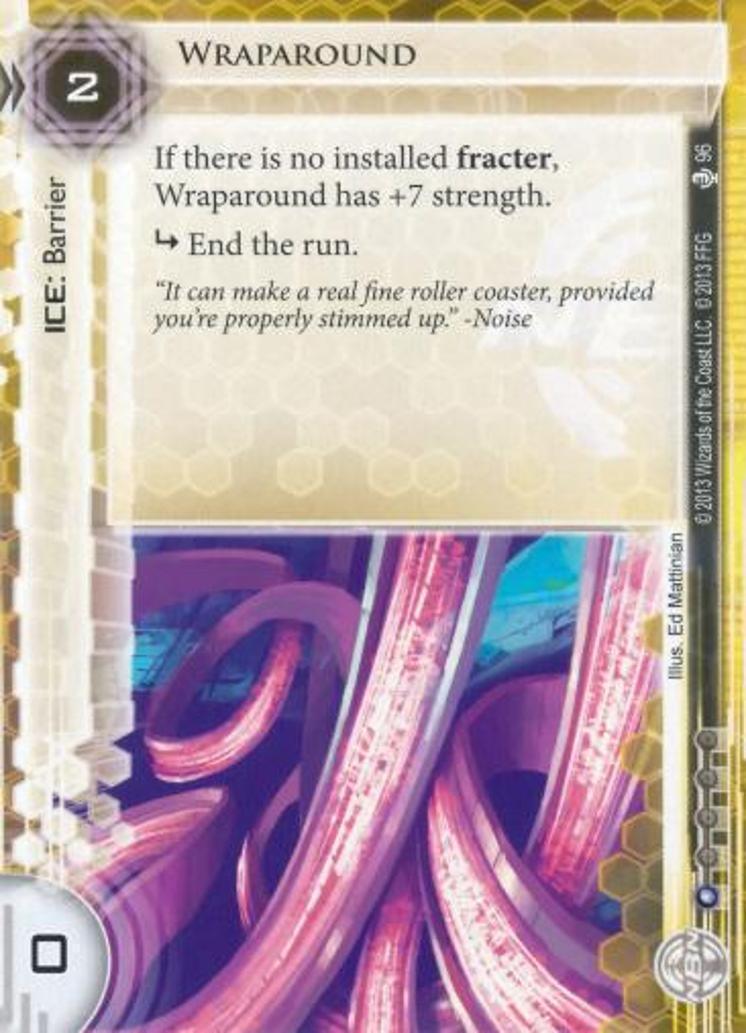 WRAPAROUND
2
ICE: Barrier
If there is no installed fracter,
Wraparound has +7 strength.
↳ End the run.
"It can make a real fine roller coaster, provided
you're properly stimmed up." -Noise
96
© 2013 Wizards of the Coast LLC. © 2013 FFG
Illus. Ed Mattinian
0
NBN